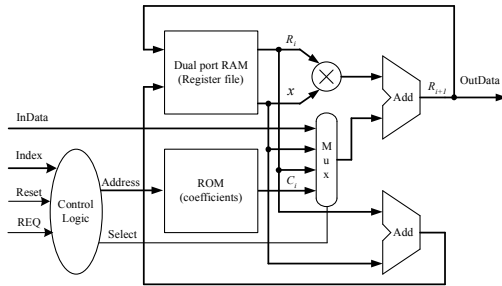 R_i
Dual port RAM
(Register file)
x
Add
R_{i+1}
OutData
InData
Index
Reset
REQ
Control
Logic
Address
Select
ROM
(coefficients)
C_i
M
u
x
Add